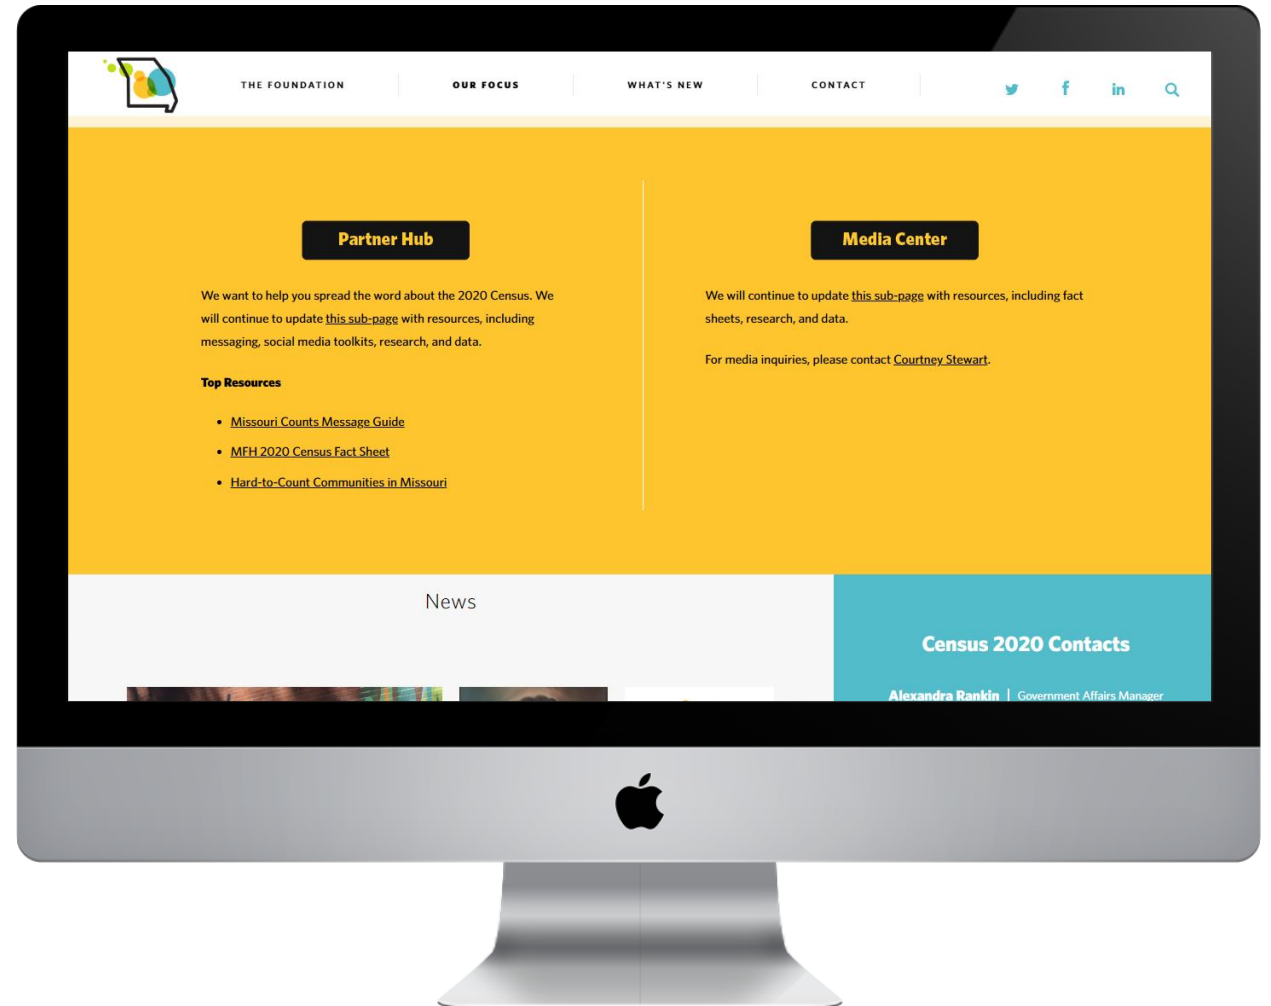 THE FOUNDATION
OUR FOCUS
WHAT'S NEW
CONTACT
Partner Hub
We want to help you spread the word about the 2020 Census. We
will continue to update this sub-page with resources, including
messaging, social media toolkits, research, and data.
Top Resources
• Missouri Counts Message Guide
• MFH 2020 Census Fact Sheet
• Hard-to-Count Communities in Missouri
Media Center
We will continue to update this sub-page with resources, including fact
sheets, research, and data.
For media inquiries, please contact Courtney Stewart.
News
Census 2020 Contacts
Alexandra Rankin | Government Affairs Manager